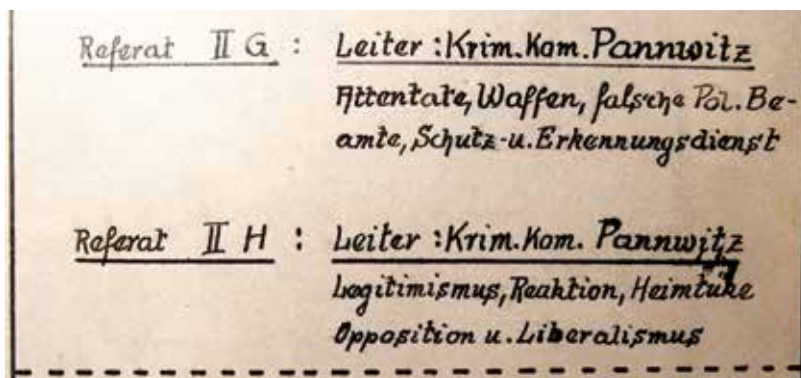 Referat II G : Leiter : Krim. Kom. Pannwitz
Attentate, Waffen, falsche Pol. Be-
amte, Schutz- u. Erkennungsdienst
Referat II H : Leiter : Krim. Kom. Pannwitz
Legitimismus, Reaktion, Heimtüke
Opposition u. Liberalismus